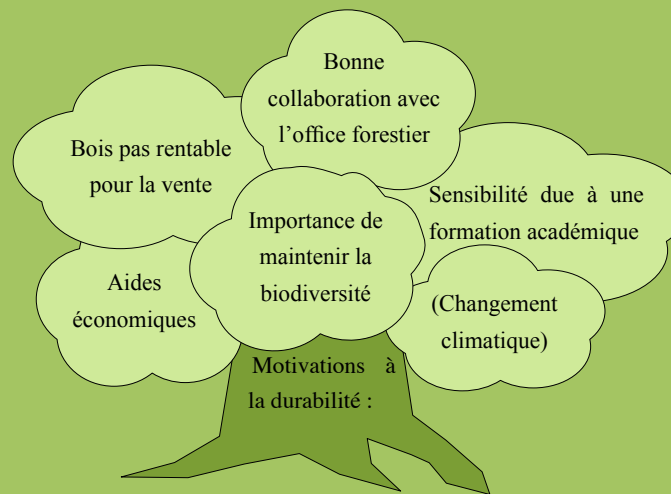 Bonne
collaboration avec
l’office forestier
Bois pas rentable
pour la vente
Sensibilité due à une
formation académique
Importance de
maintenir la
biodiversité
Aides
économiques
(Changement
climatique)
Motivations à
la durabilité :